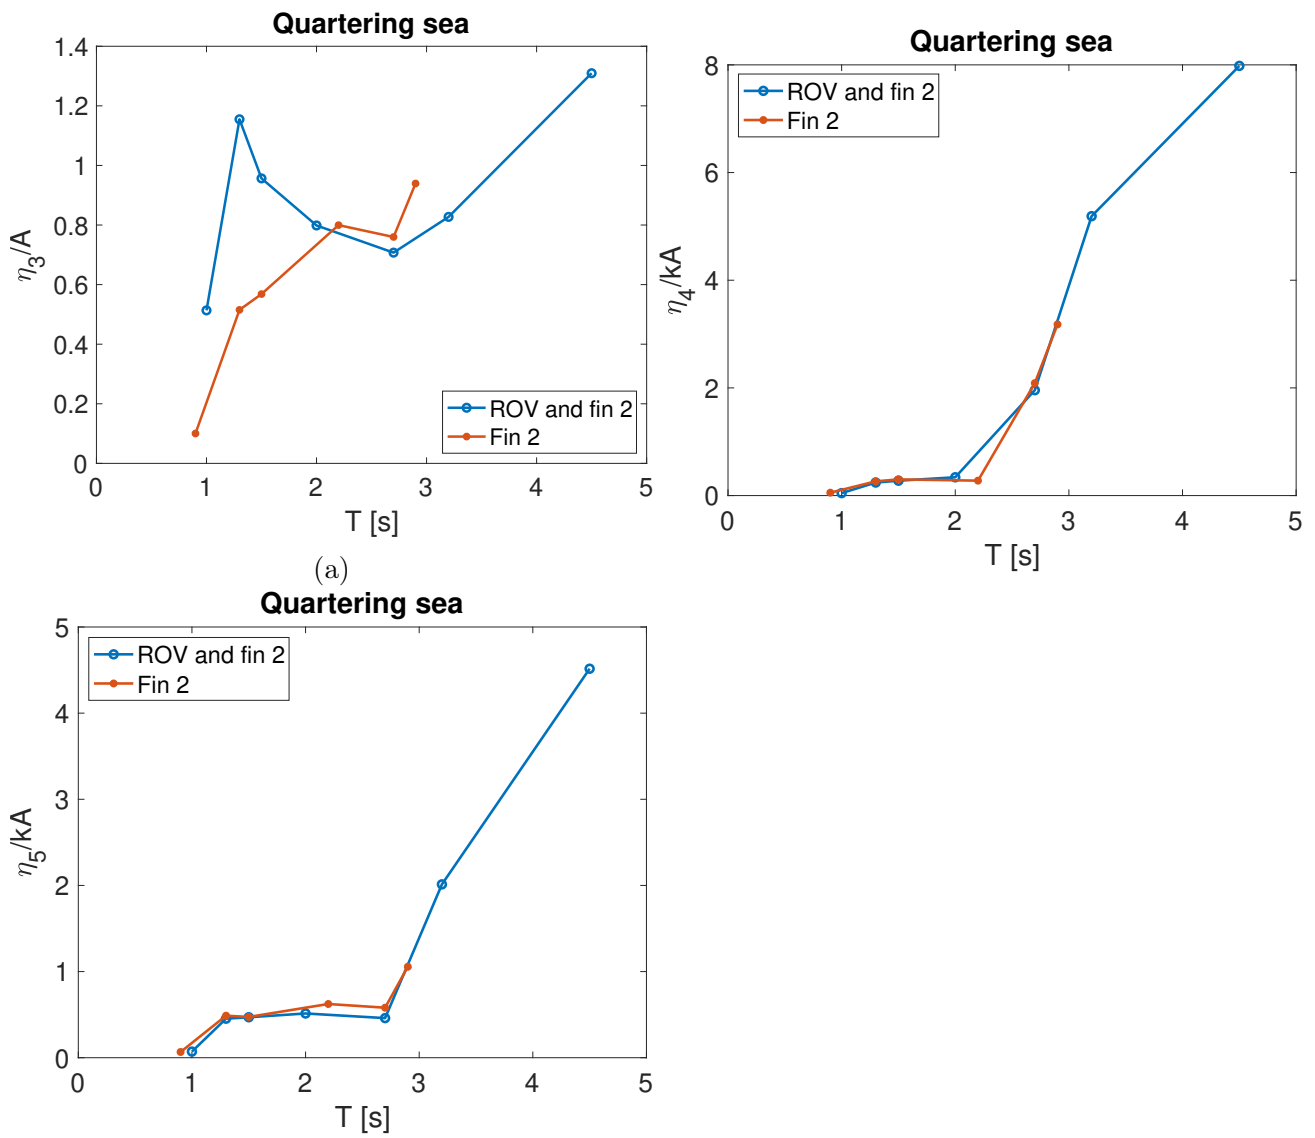 Quartering sea
1.4
1.2
1
0.8
0.6
0.4
0.2
0
η3/A
ROV and fin 2
Fin 2
0 1 2 3 4 5
T [s]
(a)
Quartering sea
8
6
4
2
0
η4/kA
ROV and fin 2
Fin 2
0 1 2 3 4 5
T [s]
Quartering sea
5
4
3
2
1
0
η5/kA
ROV and fin 2
Fin 2
0 1 2 3 4 5
T [s]